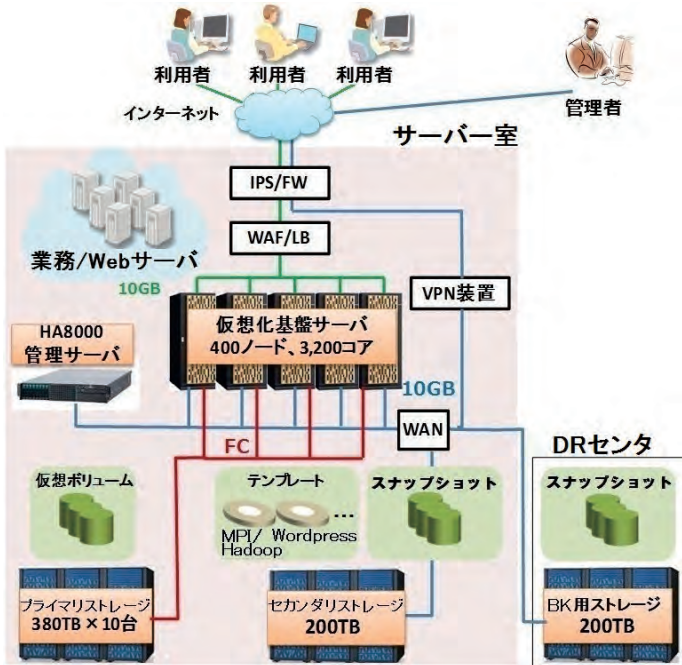 利用者
利用者
利用者
インターネット
管理者
サーバー室
IPS/FW
WAF/LB
業務/Webサーバ
10GB
VPN装置
HA8000
管理サーバ
仮想化基盤サーバ
400ノード、3,200コア
10GB
WAN
FC
DRセンタ
仮想ボリューム
テンプレート
...
MPI/ Wordpress
Hadoop
スナップショット
スナップショット
プライマリストレージ
380TB×10台
セカンダリストレージ
200TB
BK用ストレージ
200TB